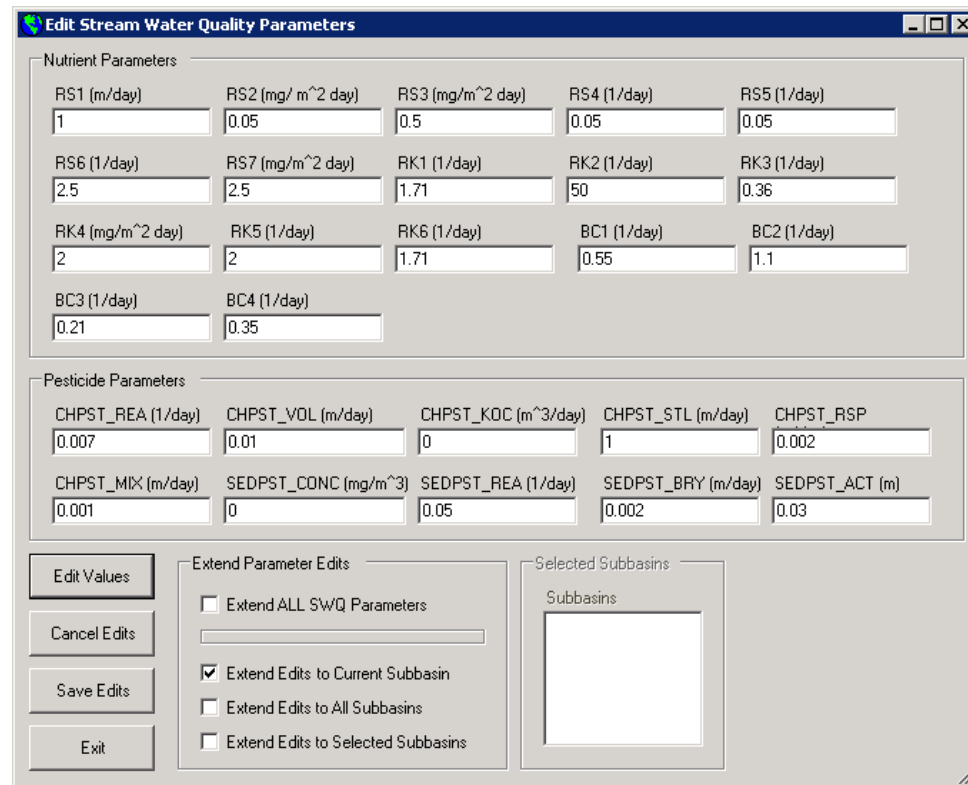 Edit Stream Water Quality Parameters
Nutrient Parameters
RS1 (m/day) RS2 (mg/ m^2 day) RS3 (mg/m^2 day) RS4 (1/day) RS5 (1/day)
1 0.05 0.5 0.05 0.05
RS6 (1/day) RS7 (mg/m^2 day) RK1 (1/day) RK2 (1/day) RK3 (1/day)
2.5 2.5 1.71 50 0.36
RK4 (mg/m^2 day) RK5 (1/day) RK6 (1/day) BC1 (1/day) BC2 (1/day)
2 2 1.71 0.55 1.1
BC3 (1/day) BC4 (1/day)
0.21 0.35
Pesticide Parameters
CHPST_REA (1/day) CHPST_VOL (m/day) CHPST_KOC (m^3/day) CHPST_STL (m/day) CHPST_RSP
0.007 0.01 0 1 0.002
CHPST_MIX (m/day) SEDPST_CONC (mg/m^3) SEDPST_REA (1/day) SEDPST_BRY (m/day) SEDPST_ACT (m)
0.001 0 0.05 0.002 0.03
Edit Values
Cancel Edits
Save Edits
Exit
Extend Parameter Edits
Extend ALL SWQ Parameters
Extend Edits to Current Subbasin
Extend Edits to All Subbasins
Extend Edits to Selected Subbasins
Selected Subbasins
Subbasins